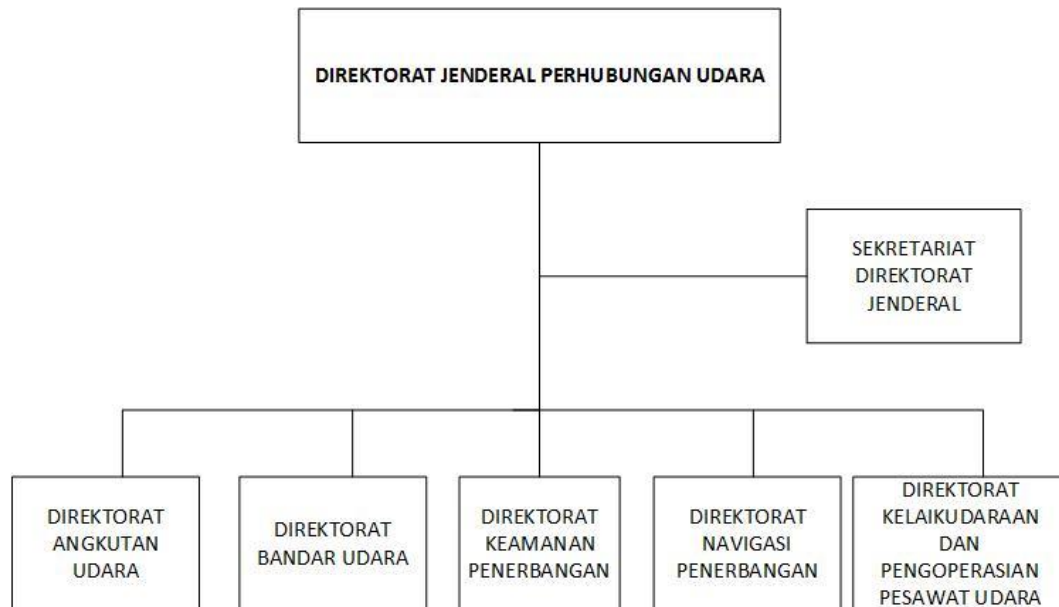 DIREKTORAT JENDERAL PERHUBUNGAN UDARA
SEKRETARIAT
DIREKTORAT
JENDERAL
DIREKTORAT
ANGKUTAN
UDARA
DIREKTORAT
BANDAR UDARA
DIREKTORAT
KEAMANAN
PENERBANGAN
DIREKTORAT
NAVIGASI
PENERBANGAN
DIREKTORAT
KELAIKUDARAAN
DAN
PENGOPERASIAN
PESAWAT UDARA